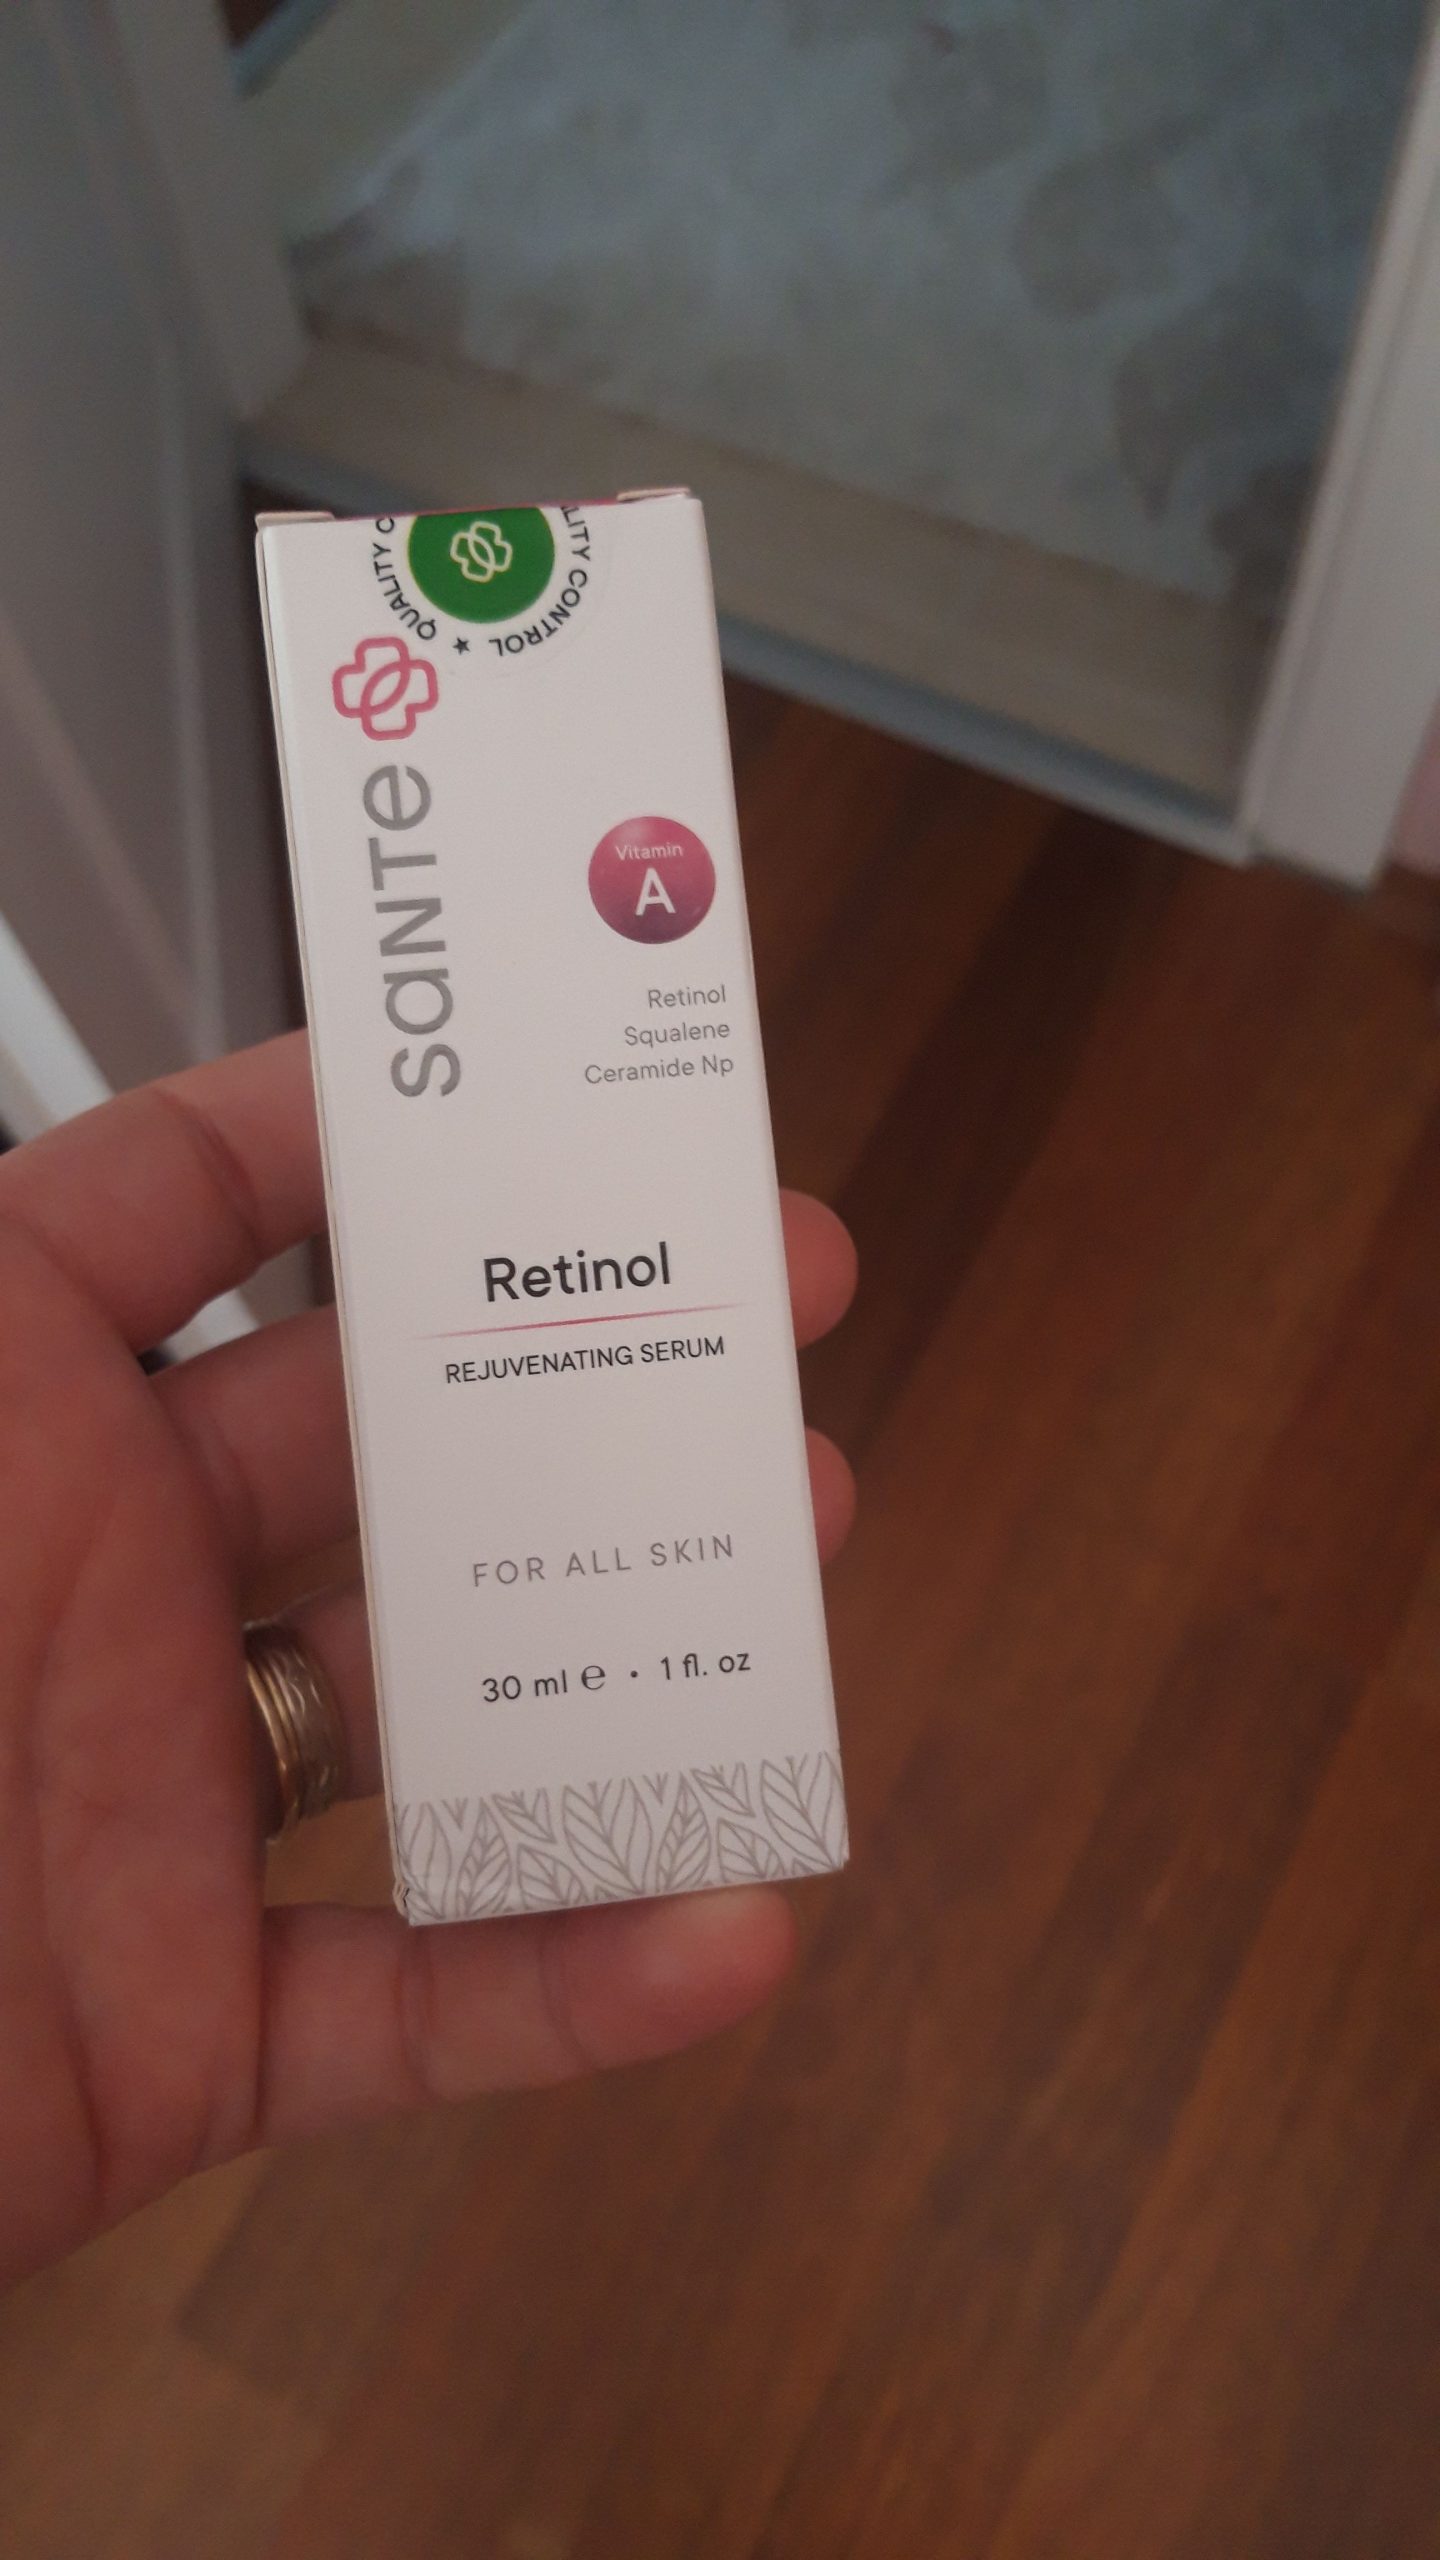 QUALITY CONTROL ★ QUALITY C
sante
Vitamin
A
Retinol
Squalene
Ceramide Np
Retinol
REJUVENATING SERUM
FOR ALL SKIN
30 ml ℮ • 1 fl. oz